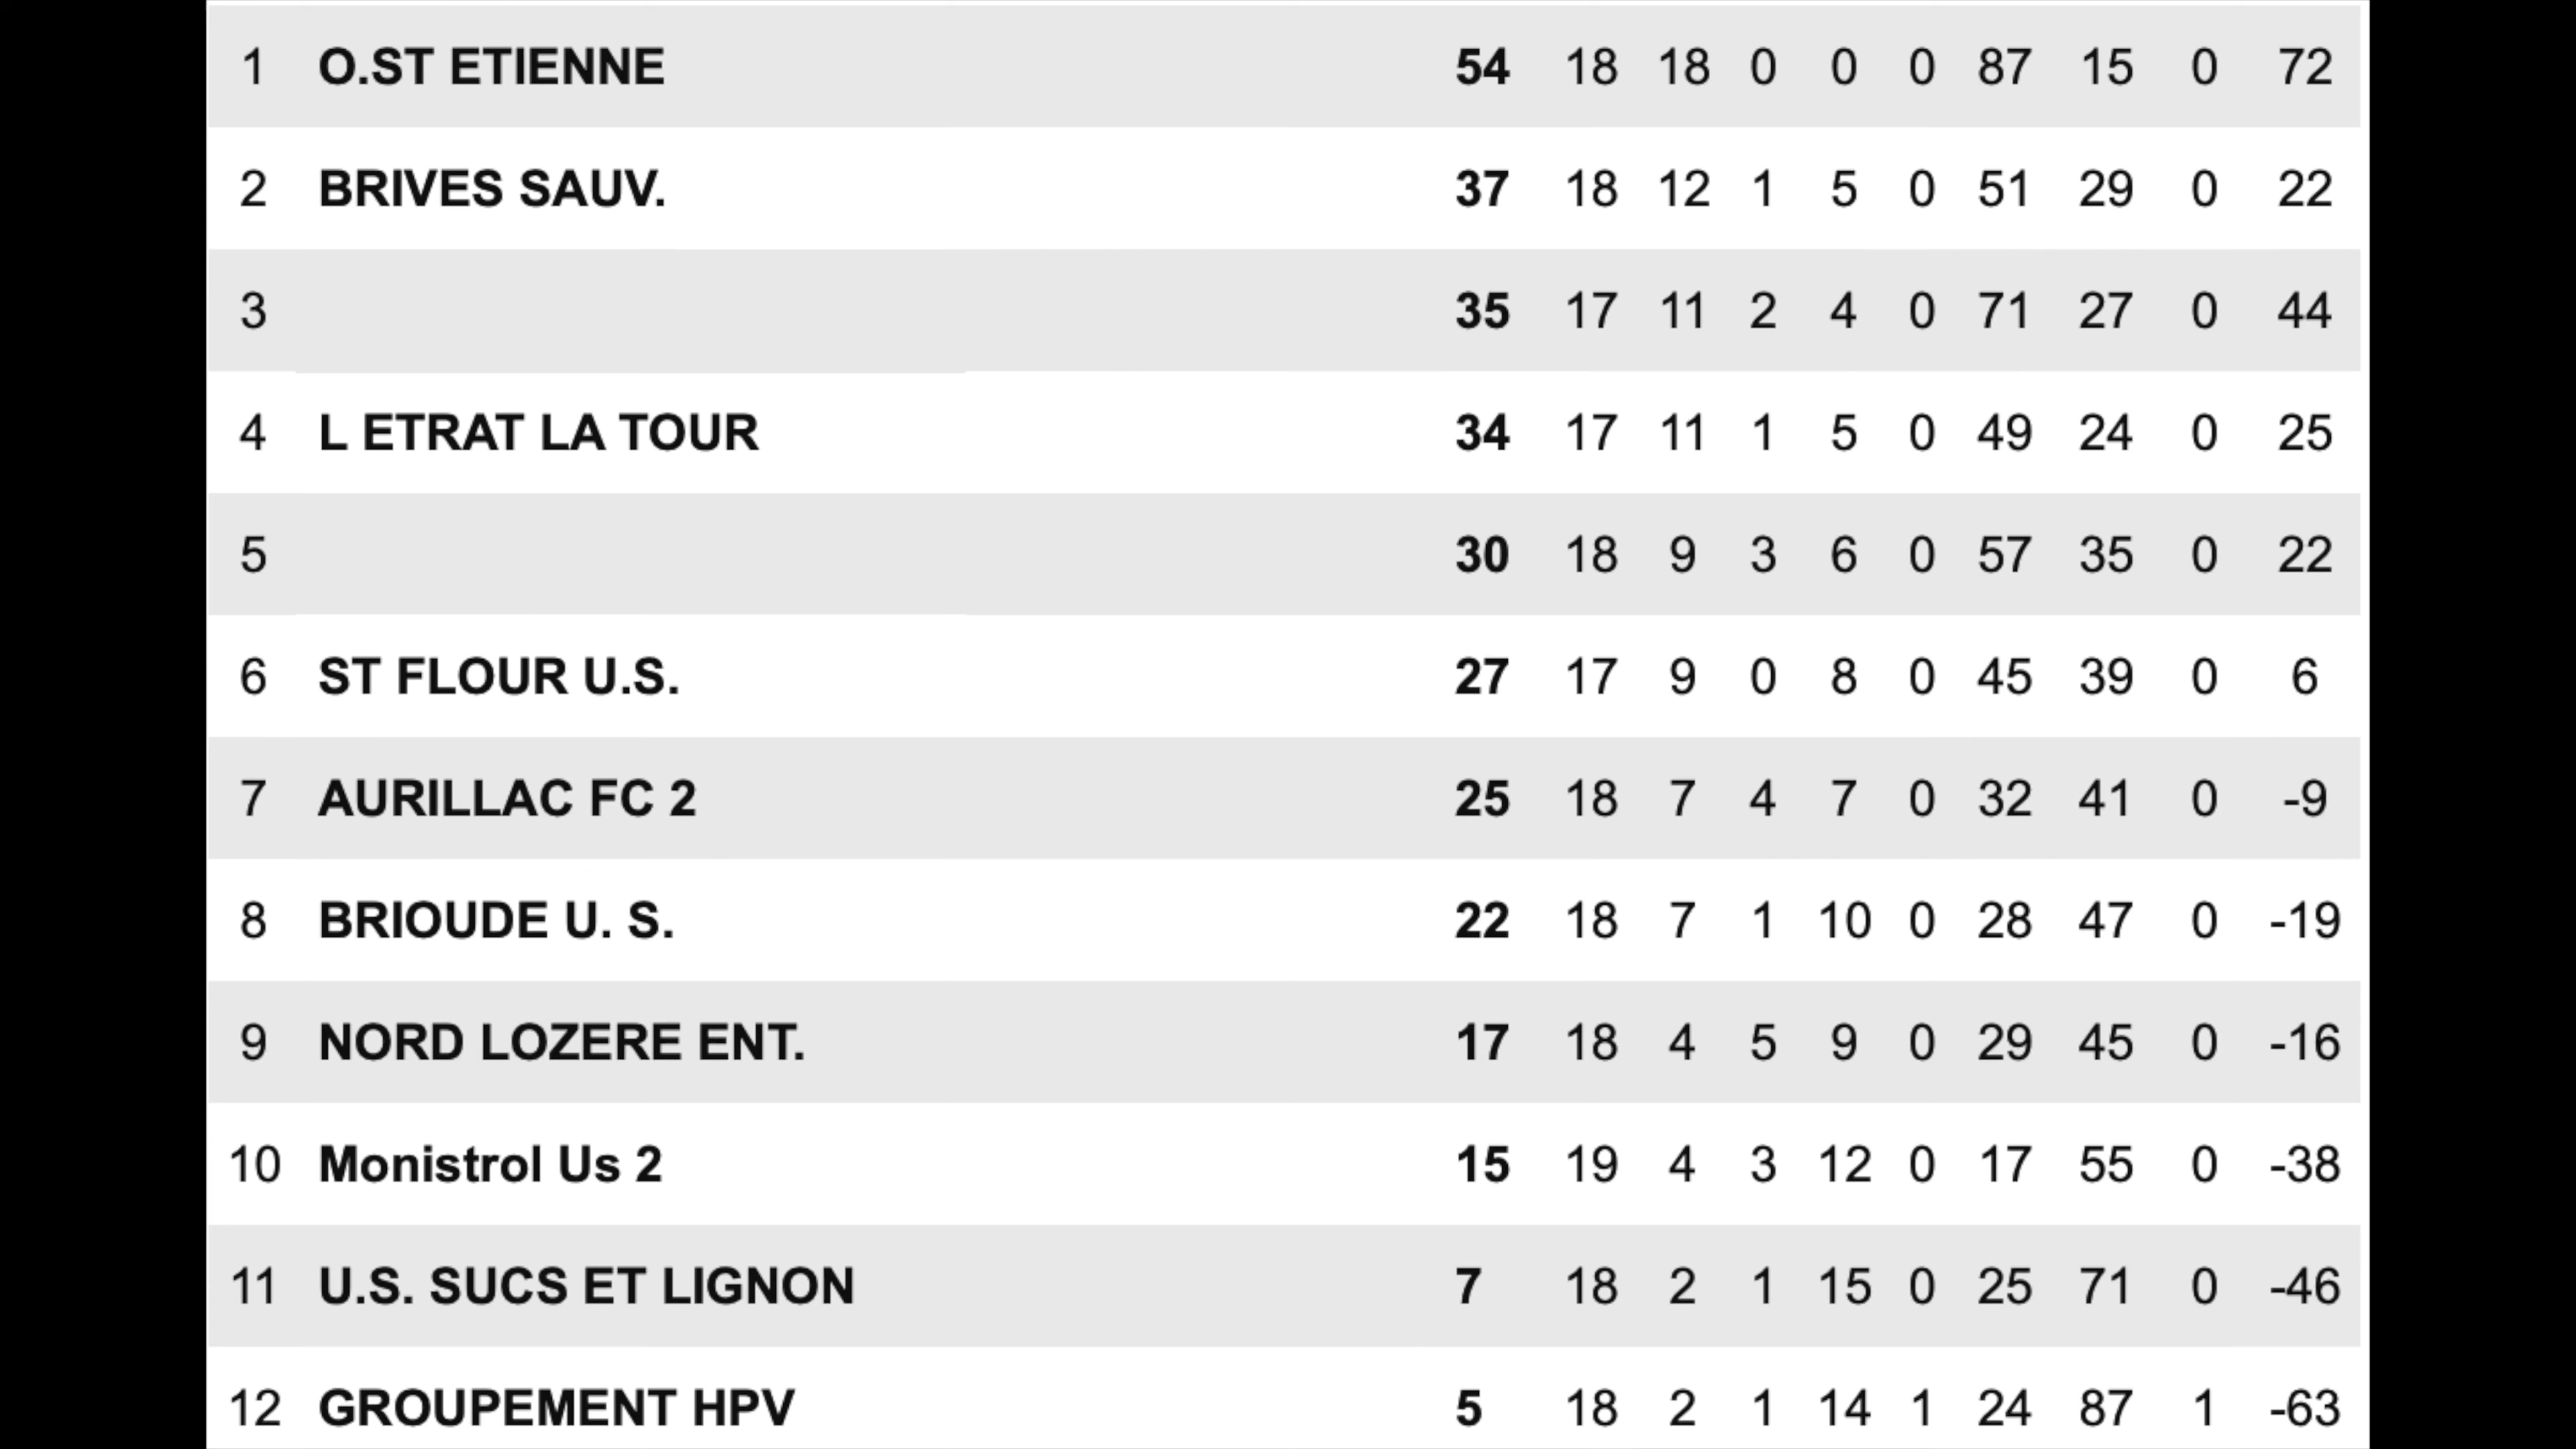 1 O.ST ETIENNE 54 18 18 0 0 0 87 15 0 72
2 BRIVES SAUV. 37 18 12 1 5 0 51 29 0 22
3 35 17 11 2 4 0 71 27 0 44
4 L ETRAT LA TOUR 34 17 11 1 5 0 49 24 0 25
5 30 18 9 3 6 0 57 35 0 22
6 ST FLOUR U.S. 27 17 9 0 8 0 45 39 0 6
7 AURILLAC FC 2 25 18 7 4 7 0 32 41 0 -9
8 BRIOUDE U. S. 22 18 7 1 10 0 28 47 0 -19
9 NORD LOZERE ENT. 17 18 4 5 9 0 29 45 0 -16
10 Monistrol Us 2 15 19 4 3 12 0 17 55 0 -38
11 U.S. SUCS ET LIGNON 7 18 2 1 15 0 25 71 0 -46
12 GROUPEMENT HPV 5 18 2 1 14 1 24 87 1 -63